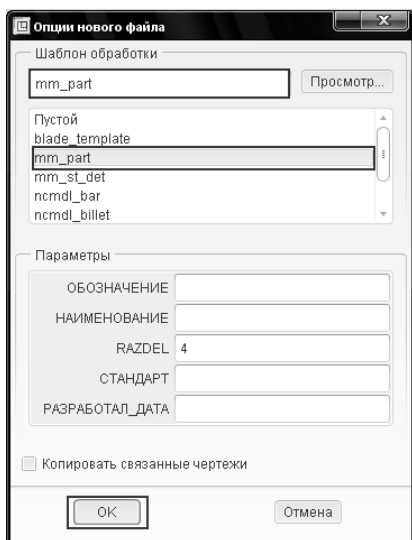 Опции нового файла
Шаблон обработки
mm_part
Просмотр...
Пустой
blade_template
mm_part
mm_st_det
ncmdl_bar
ncmdl_billet
Параметры
ОБОЗНАЧЕНИЕ
НАИМЕНОВАНИЕ
RAZDEL 4
СТАНДАРТ
РАЗРАБОТАЛ_ДАТА
Копировать связанные чертежи
OK
Отмена